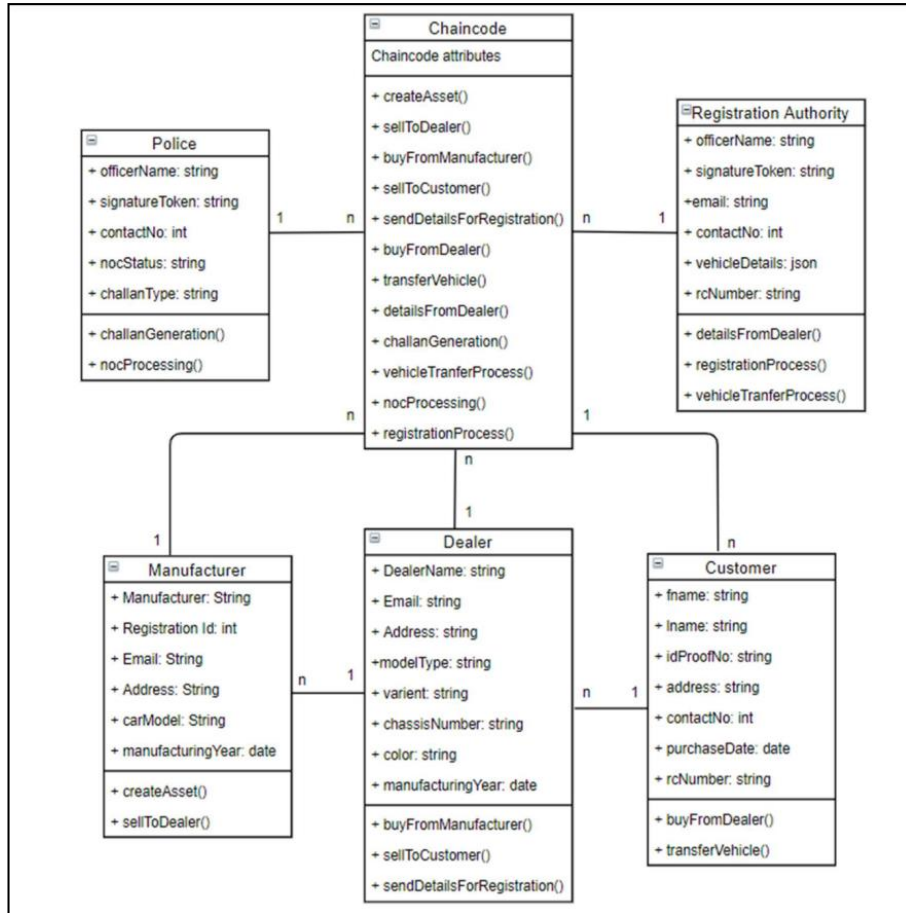 Chaincode
Chaincode attributes
+ createAsset()
+ sellToDealer()
+ buyFromManufacturer()
+ sellToCustomer()
+ sendDetailsForRegistration()
+ buyFromDealer()
+ transferVehicle()
+ detailsFromDealer()
+ challanGeneration()
+ vehicleTranferProcess()
+ nocProcessing()
+ registrationProcess()
Police
+ officerName: string
+ signatureToken: string
+ contactNo: int
+ nocStatus: string
+ challanType: string
+ challanGeneration()
+ nocProcessing()
1
n
Registration Authority
+ officerName: string
+ signatureToken: string
+email: string
+ contactNo: int
+ vehicleDetails: json
+ rcNumber: string
+ detailsFromDealer()
+ registrationProcess()
+ vehicleTranferProcess()
n
1
n
1
n
1
1
n
Manufacturer
+ Manufacturer: String
+ Registration Id: int
+ Email: String
+ Address: String
+ carModel: String
+ manufacturingYear: date
+ createAsset()
+ sellToDealer()
n
1
Dealer
+ DealerName: string
+ Email: string
+ Address: string
+modelType: string
+ varient: string
+ chassisNumber: string
+ color: string
+ manufacturingYear: date
+ buyFromManufacturer()
+ sellToCustomer()
+ sendDetailsForRegistration()
n
1
Customer
+ fname: string
+ lname: string
+ idProofNo: string
+ address: string
+ contactNo: int
+ purchaseDate: date
+ rcNumber: string
+ buyFromDealer()
+ transferVehicle()